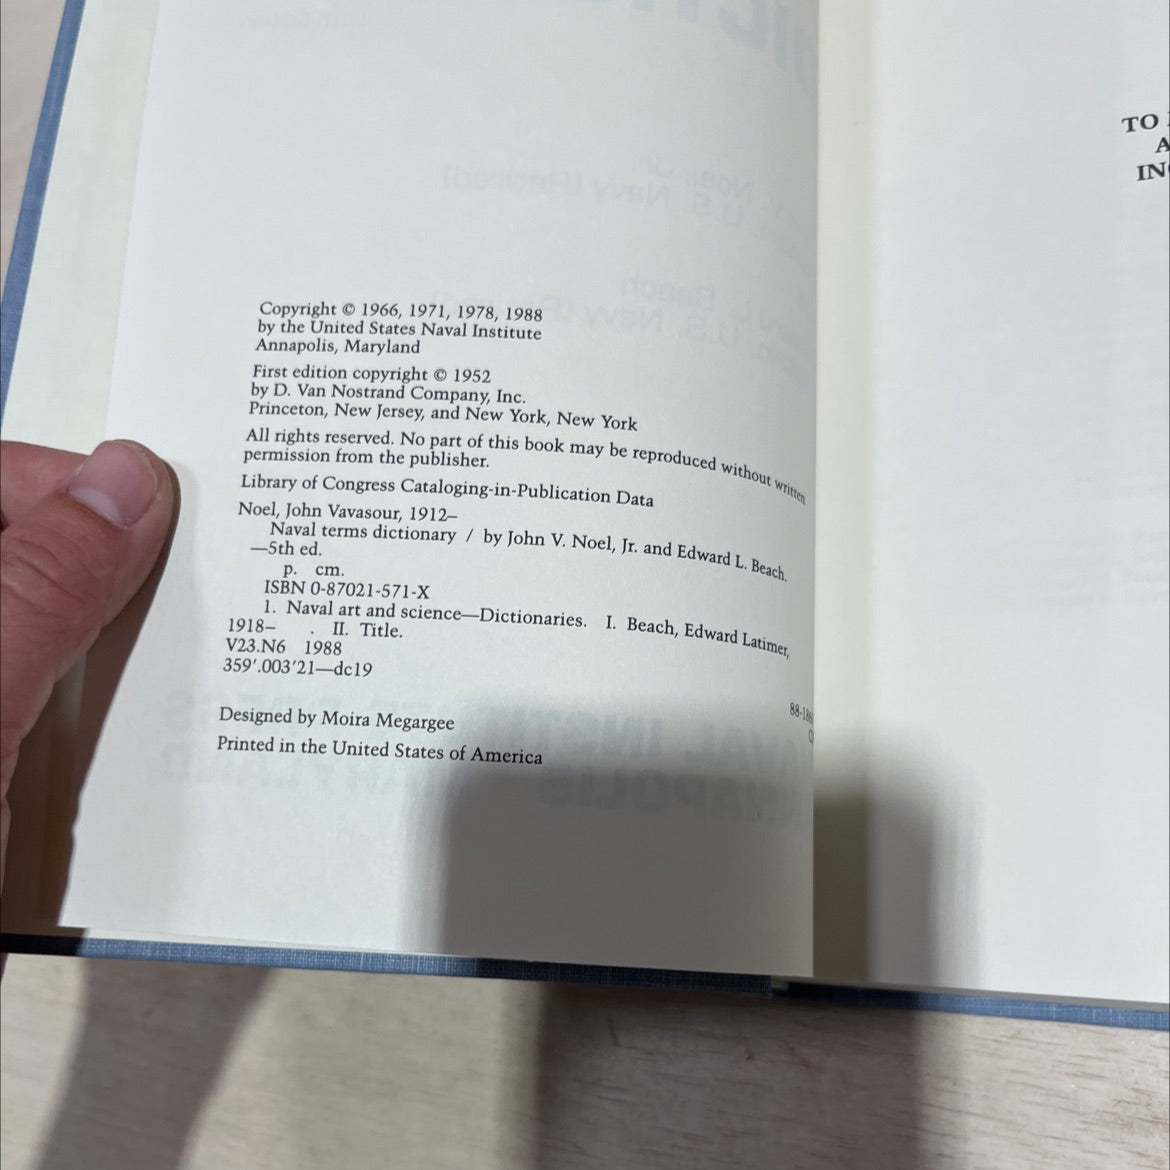 Copyright © 1966, 1971, 1978, 1988
by the United States Naval Institute
Annapolis, Maryland
First edition copyright © 1952
by D. Van Nostrand Company, Inc.
Princeton, New Jersey, and New York, New York
All rights reserved. No part of this book may be reproduced without written
permission from the publisher.
Library of Congress Cataloging-in-Publication Data
Noel, John Vavasour, 1912–
Naval terms dictionary / by John V. Noel, Jr. and Edward L. Beach.
—5th ed.
p. cm.
ISBN 0-87021-571-X
1. Naval art and science—Dictionaries. I. Beach, Edward Latimer,
1918– . II. Title.
V23.N6 1988
359'.003'21—dc19
Designed by Moira Megargee
Printed in the United States of America
TO